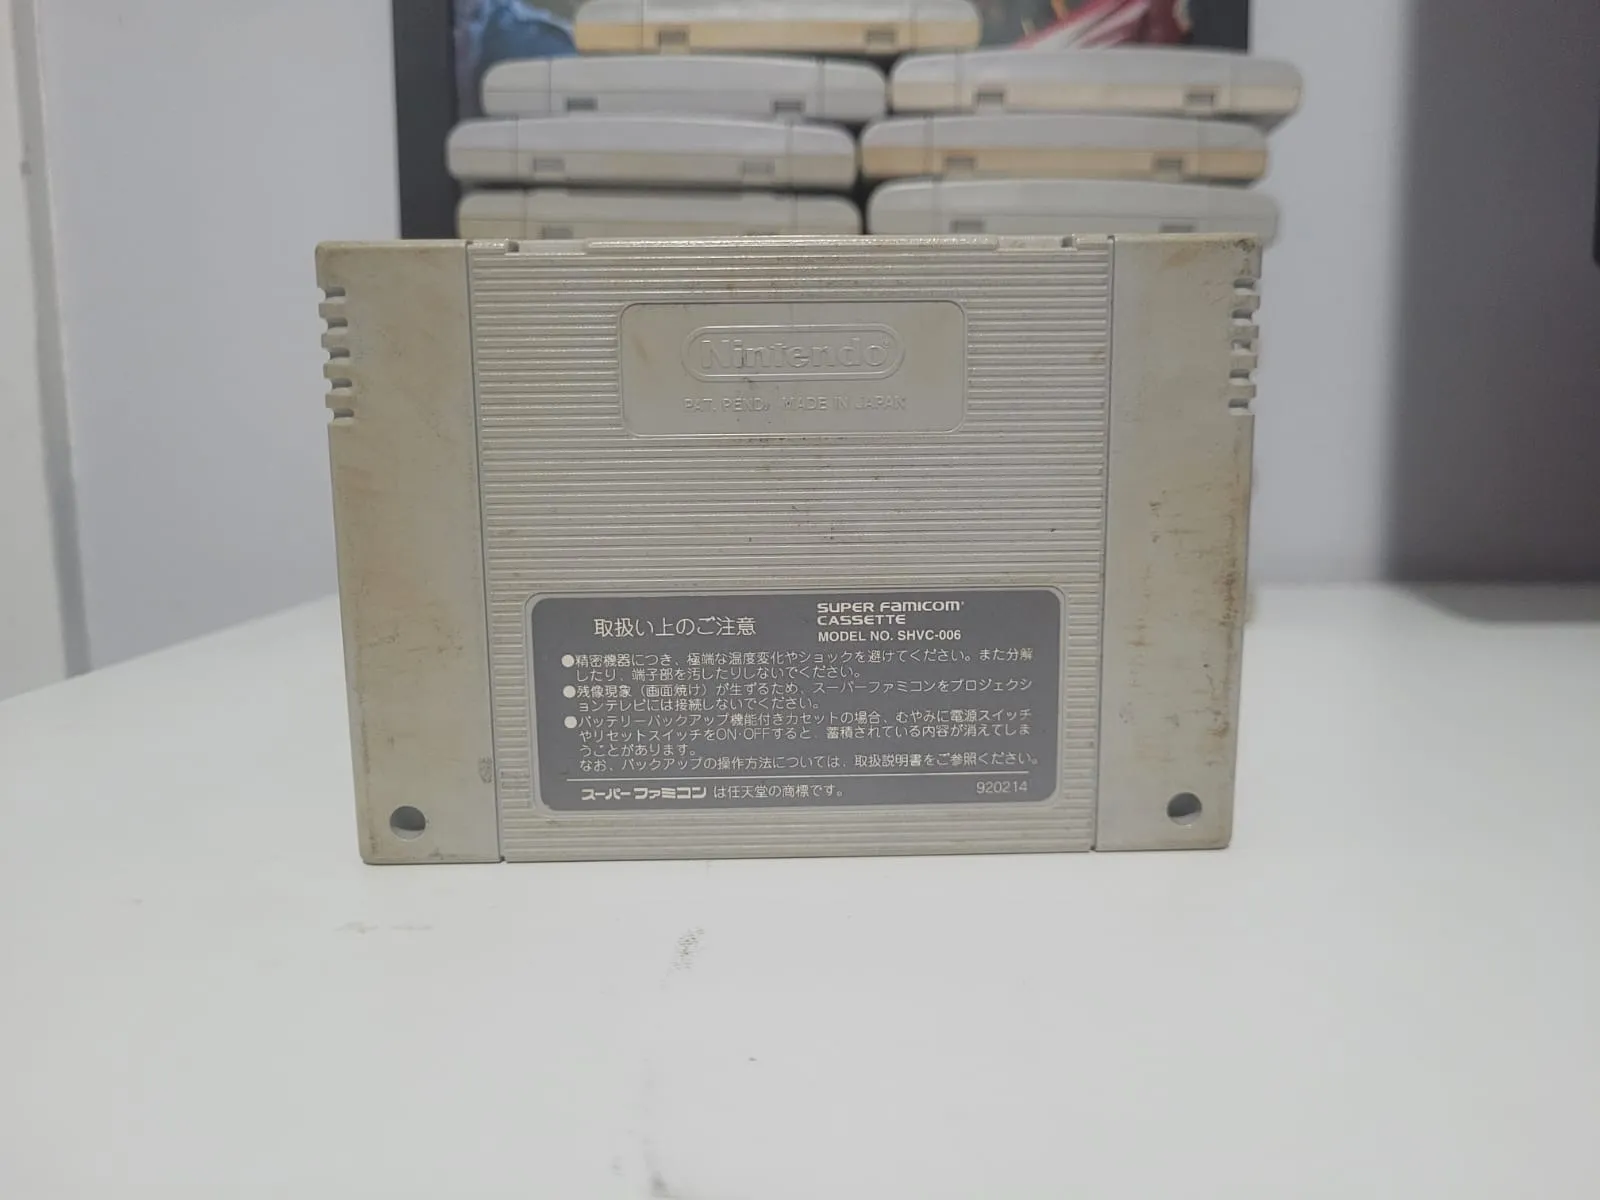 Nintendo
PAT. PEND. MADE IN JAPAN
取扱い上のご注意
SUPER FAMICOM
CASSETTE
MODEL NO. SHVC-006
●精密機器につき、極端な温度変化やショックを避けてください。また分解
したり、端子部を汚したりしないでください。
●残像現象（画面焼け）が生ずるため、スーパーファミコンをプロジェクシ
ョンテレビには接続しないでください。
●バッテリーバックアップ機能付きカセットの場合、むやみに電源スイッチ
やリセットスイッチをON·OFFすると、蓄積されている内容が消えてしま
うことがあります。
なお、バックアップの操作方法については、取扱説明書をご参照ください。
スーパーファミコンは任天堂の商標です。
920214